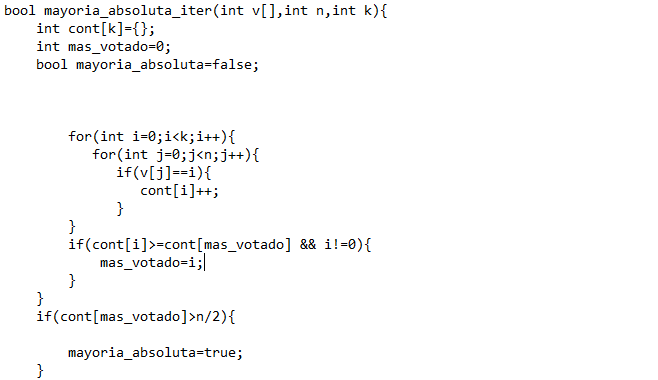 bool mayoria_absoluta_iter(int v[],int n,int k){
    int cont[k]={};
    int mas_votado=0;
    bool mayoria_absoluta=false;
        for(int i=0;i<k;i++){
           for(int j=0;j<n;j++){
              if(v[j]==i){
                 cont[i]++;
              }
        }
        if(cont[i]>=cont[mas_votado] && i!=0){
            mas_votado=i;
        }
    }
    if(cont[mas_votado]>n/2){
        mayoria_absoluta=true;
    }